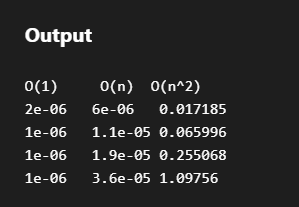 Output
O(1) O(n) O(n^2)
2e-06 6e-06 0.017185
1e-06 1.1e-05 0.065996
1e-06 1.9e-05 0.255068
1e-06 3.6e-05 1.09756